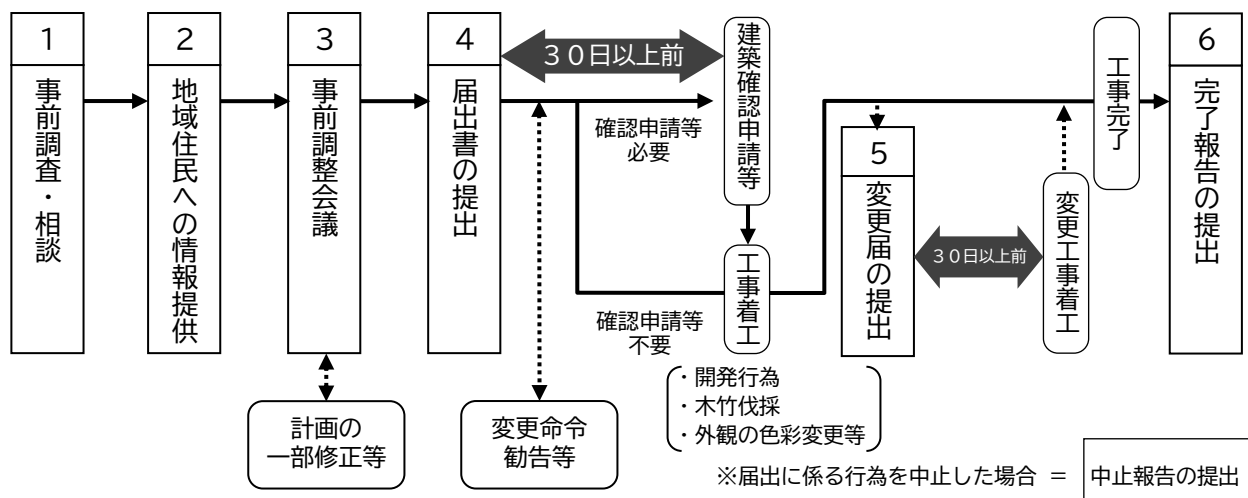 1
事前調査・相談
2
地域住民への情報提供
3
事前調整会議
計画の
一部修正等
4
届出書の提出
30日以上前
変更命令
勧告等
確認申請等
必要
建築確認申請等
確認申請等
不要
工事着工
・開発行為
・木竹伐採
・外観の色彩変更等
5
変更届の提出
30日以上前
変更工事着工
工事完了
6
完了報告の提出
※届出に係る行為を中止した場合 = 中止報告の提出